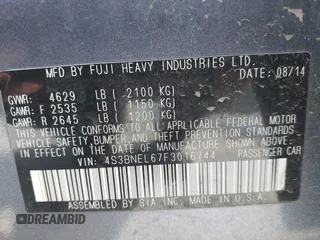 MFD BY FUJI HEAVY INDUSTRIES LTD.
DATE: 08/14
GVWR: 4629 LB ( 2100 KG)
GAWR: F 2535 LB ( 1150 KG)
GAWR: R 2645 LB ( 1200 KG)
THIS VEHICLE CONFORMS TO ALL APPLICABLE FEDERAL MOTOR
VEHICLE SAFETY, BUMPER AND THEFT PREVENTION STANDARDS
IN EFFECT ON THE DATE OF MANUFACTURE SHOWN ABOVE.
VIN: 4S3BNEL67F3016744 PASSENGER CAR
ASSEMBLED BY SIA, INC. MADE IN U.S.A.
DREAMBID